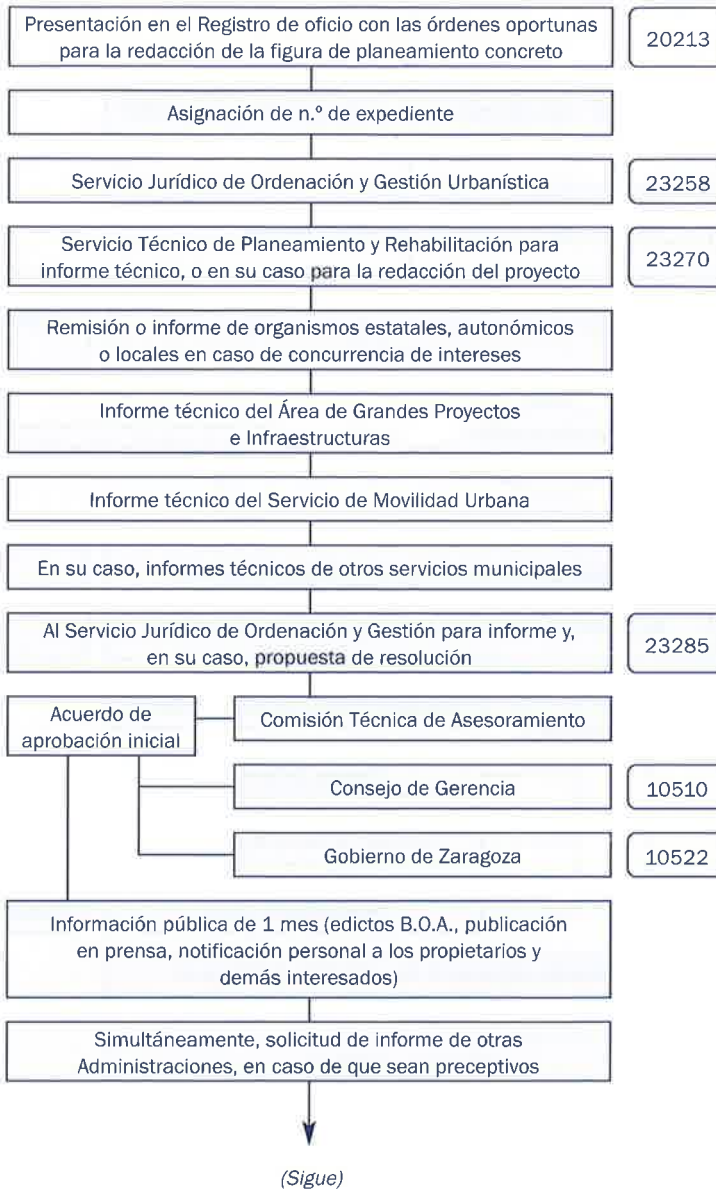 Presentación en el Registro de oficio con las órdenes oportunas
para la redacción de la figura de planeamiento concreto
20213
Asignación de n.º de expediente
Servicio Jurídico de Ordenación y Gestión Urbanística
23258
Servicio Técnico de Planeamiento y Rehabilitación para
informe técnico, o en su caso para la redacción del proyecto
23270
Remisión o informe de organismos estatales, autonómicos
o locales en caso de concurrencia de intereses
Informe técnico del Área de Grandes Proyectos
e Infraestructuras
Informe técnico del Servicio de Movilidad Urbana
En su caso, informes técnicos de otros servicios municipales
Al Servicio Jurídico de Ordenación y Gestión para informe y,
en su caso, propuesta de resolución
23285
Acuerdo de
aprobación inicial
Comisión Técnica de Asesoramiento
Consejo de Gerencia
10510
Gobierno de Zaragoza
10522
Información pública de 1 mes (edictos B.O.A., publicación
en prensa, notificación personal a los propietarios y
demás interesados)
Simultáneamente, solicitud de informe de otras
Administraciones, en caso de que sean preceptivos
(Sigue)